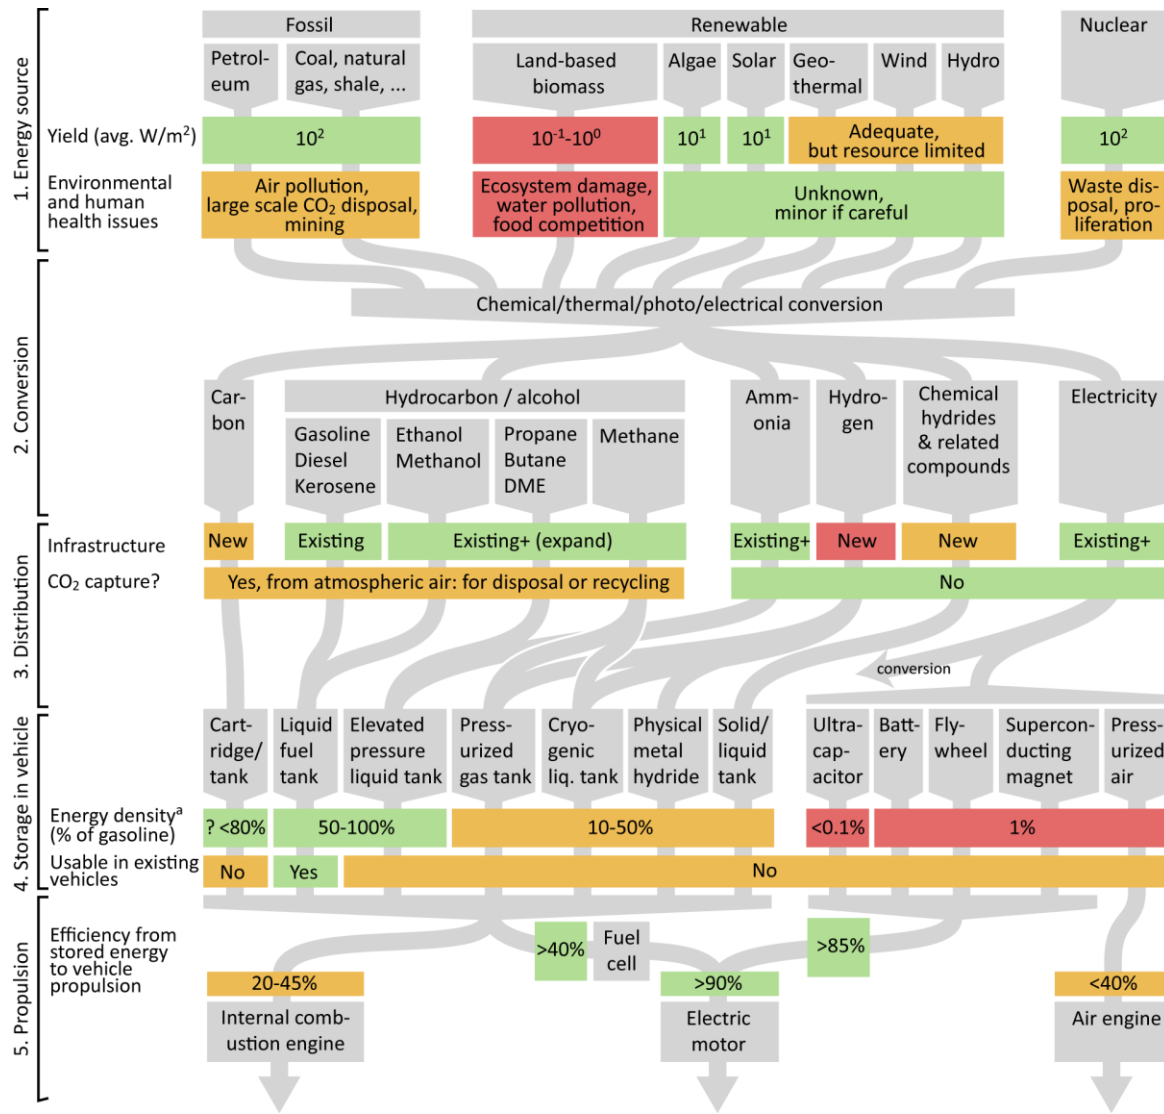 1. Energy source
Fossil
Renewable
Nuclear
Petrol-
eum
Coal, natural
gas, shale, ...
Land-based
biomass
Algae
Solar
Geo-
thermal
Wind
Hydro
Yield (avg. W/m²)
10²
10⁻¹-10⁰
10¹
10¹
Adequate,
but resource limited
10²
Environmental
and human
health issues
Air pollution,
large scale CO₂ disposal,
mining
Ecosystem damage,
water pollution,
food competition
Unknown,
minor if careful
Waste dis-
posal, pro-
liferation
2. Conversion
Chemical/thermal/photo/electrical conversion
Car-
bon
Hydrocarbon / alcohol
Gasoline
Diesel
Kerosene
Ethanol
Methanol
Propane
Butane
DME
Methane
Amm-
onia
Hydro-
gen
Chemical
hydrides
& related
compounds
Electricity
3. Distribution
Infrastructure
New
Existing
Existing+ (expand)
Existing+
New
New
Existing+
CO₂ capture?
Yes, from atmospheric air: for disposal or recycling
No
conversion
4. Storage in vehicle
Cart-
ridge/
tank
Liquid
fuel
tank
Elevated
pressure
liquid tank
Press-
urized
gas tank
Cryo-
genic
liq. tank
Physical
metal
hydride
Solid/
liquid
tank
Ultra-
cap-
acitor
Batt-
ery
Fly-
wheel
Supercon-
ducting
magnet
Press-
urized
air
Energy densityᵃ
(% of gasoline)
? <80%
50-100%
10-50%
<0.1%
1%
Usable in existing
vehicles
No
Yes
No
5. Propulsion
Efficiency from
stored energy
to vehicle
propulsion
>40%
Fuel
cell
>85%
20-45%
>90%
<40%
Internal comb-
ustion engine
Electric
motor
Air engine